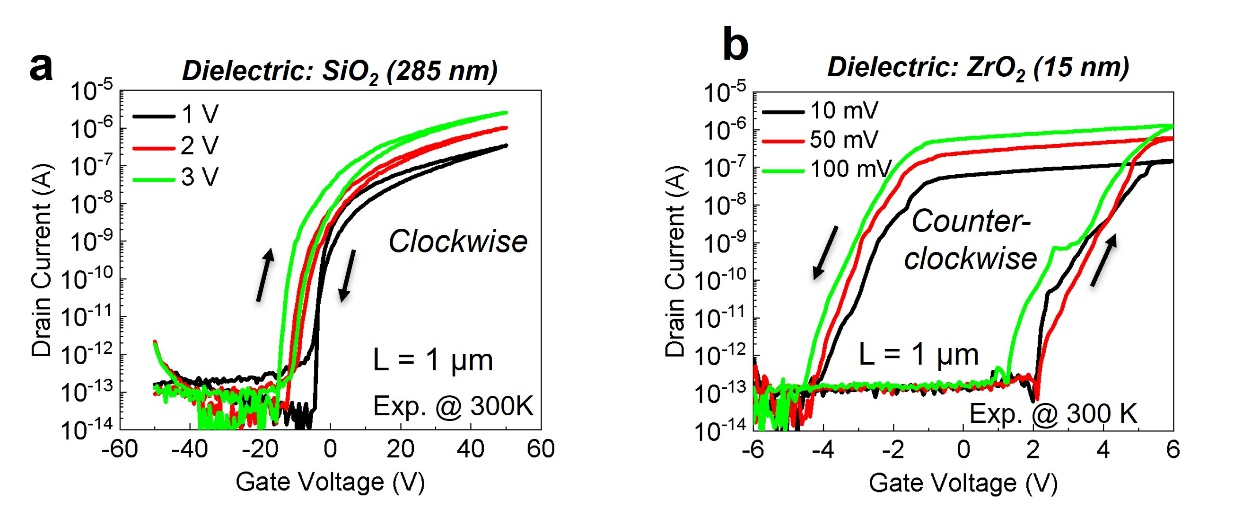 a
Dielectric: SiO₂ (285 nm)
10⁻⁵
10⁻⁶
10⁻⁷
10⁻⁸
10⁻⁹
10⁻¹⁰
10⁻¹¹
10⁻¹²
10⁻¹³
10⁻¹⁴
Drain Current (A)
1 V
2 V
3 V
Clockwise
L = 1 μm
Exp. @ 300K
-60 -40 -20 0 20 40 60
Gate Voltage (V)
b
Dielectric: ZrO₂ (15 nm)
10⁻⁵
10⁻⁶
10⁻⁷
10⁻⁸
10⁻⁹
10⁻¹⁰
10⁻¹¹
10⁻¹²
10⁻¹³
10⁻¹⁴
Drain Current (A)
10 mV
50 mV
100 mV
Counter-
clockwise
L = 1 μm
Exp. @ 300 K
-6 -4 -2 0 2 4 6
Gate Voltage (V)